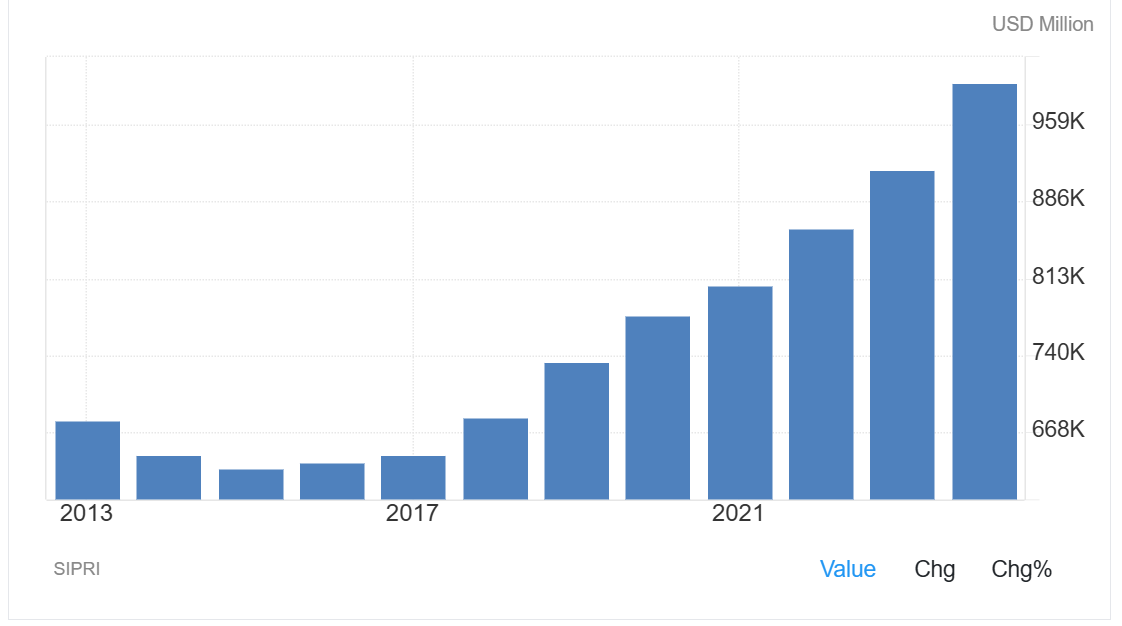 USD Million
959K
886K
813K
740K
668K
2013 2017 2021
SIPRI Value Chg Chg%